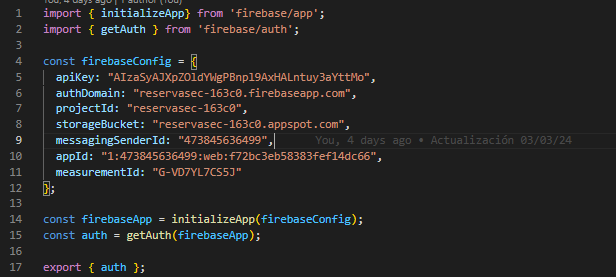 You, 4 days ago | 1 author (You)
1 import { initializeApp} from 'firebase/app';
2 import { getAuth } from 'firebase/auth';
3
4 const firebaseConfig = {
5 apiKey: "AIzaSyAJXpZOldYWgPBnpl9AxHALntuy3aYttMo",
6 authDomain: "reservasec-163c0.firebaseapp.com",
7 projectId: "reservasec-163c0",
8 storageBucket: "reservasec-163c0.appspot.com",
9 messagingSenderId: "473845636499", You, 4 days ago • Actualización 03/03/24
10 appId: "1:473845636499:web:f72bc3eb58383fef14dc66",
11 measurementId: "G-VD7YL7CS5J"
12 };
13
14 const firebaseApp = initializeApp(firebaseConfig);
15 const auth = getAuth(firebaseApp);
16
17 export { auth };